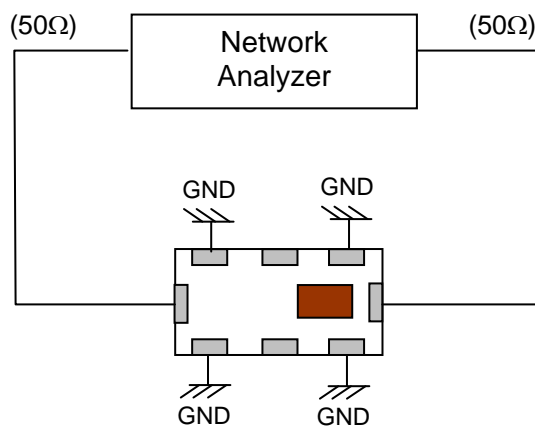 (50Ω)
Network
Analyzer
(50Ω)
GND
GND
GND
GND